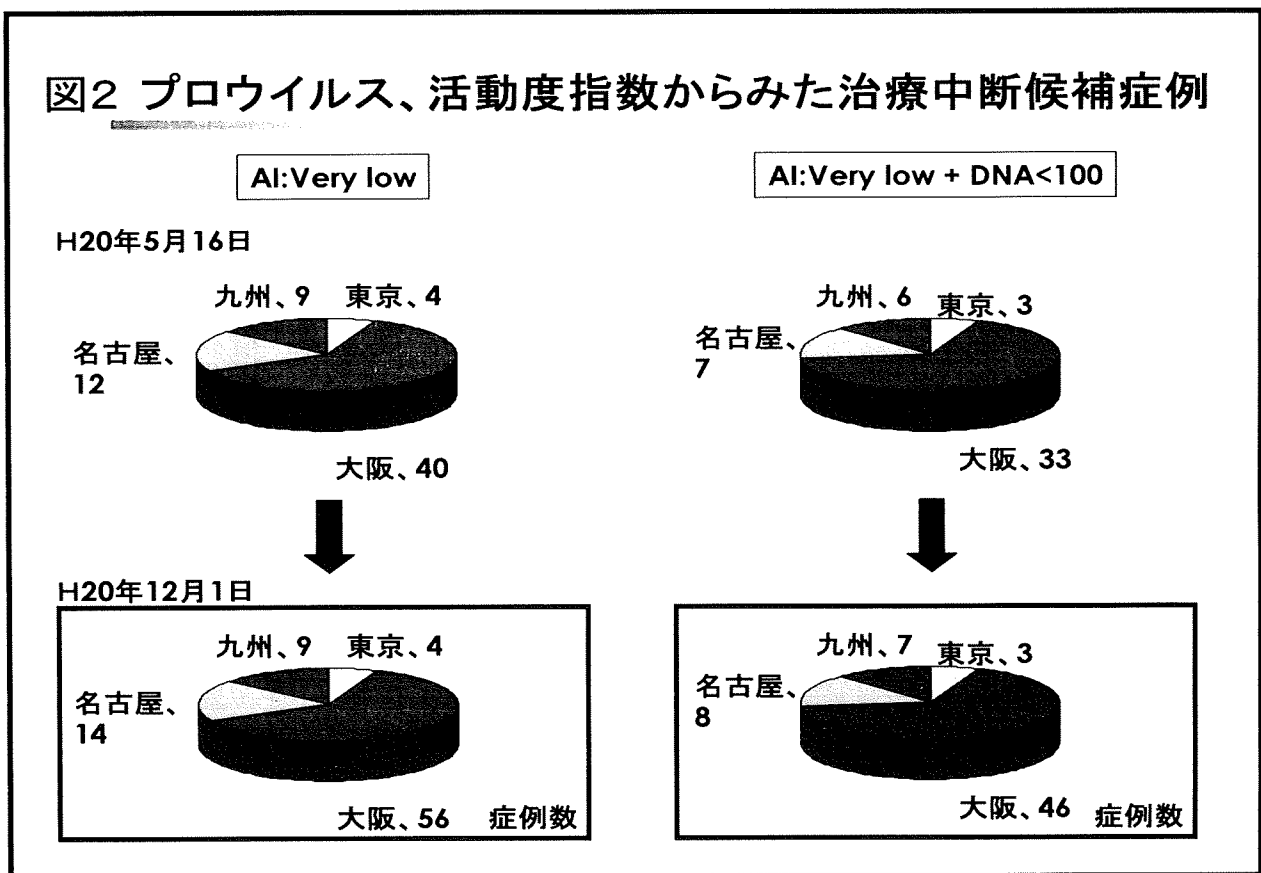 図2 プロウイルス、活動度指数からみた治療中断候補症例
AI:Very low
AI:Very low + DNA<100
H20年5月16日
九州、9
東京、4
名古屋、
12
大阪、40
九州、6
東京、3
名古屋、
7
大阪、33
H20年12月1日
九州、9
東京、4
名古屋、
14
大阪、56
症例数
九州、7
東京、3
名古屋、
8
大阪、46
症例数